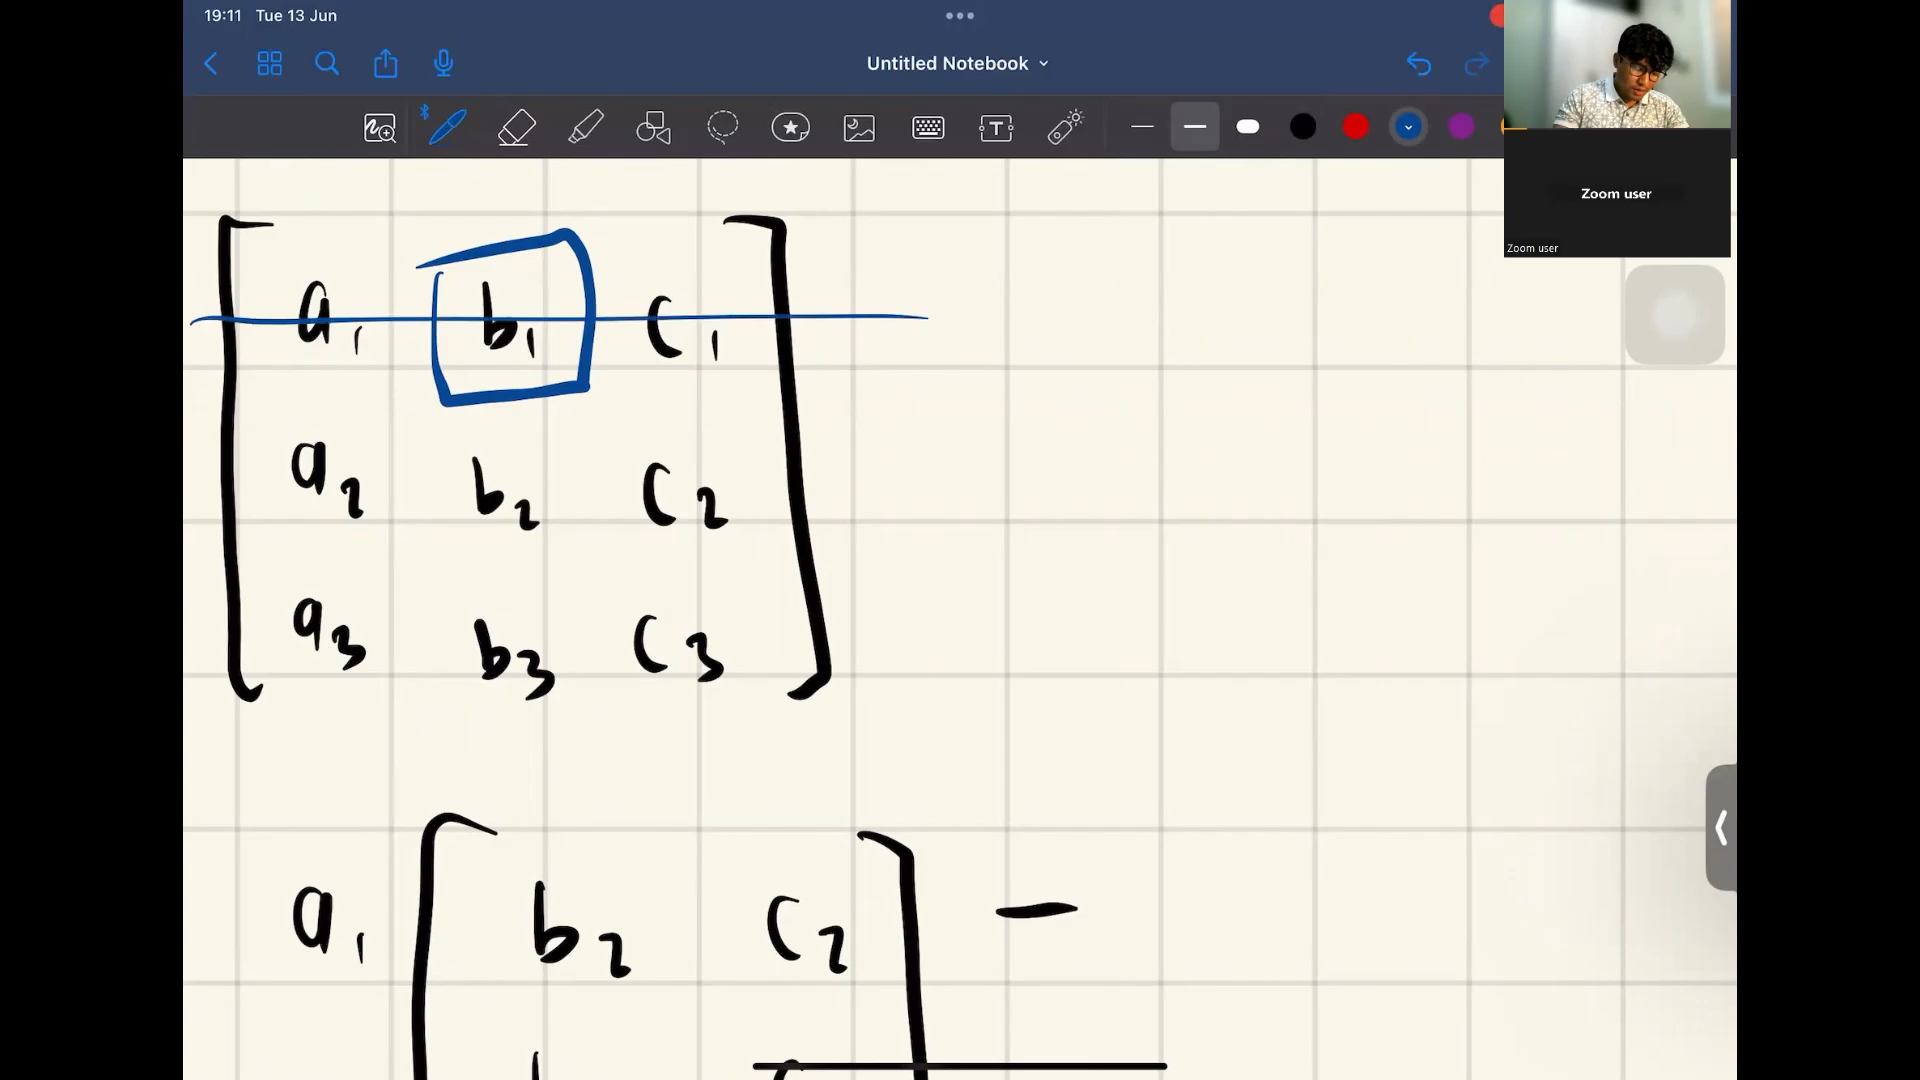 19:11 Tue 13 Jun
Untitled Notebook
T
Zoom user
Zoom user
a1 b1 c1
a2 b2 c2
a3 b3 c3
a1 [ b2 c2 ] −